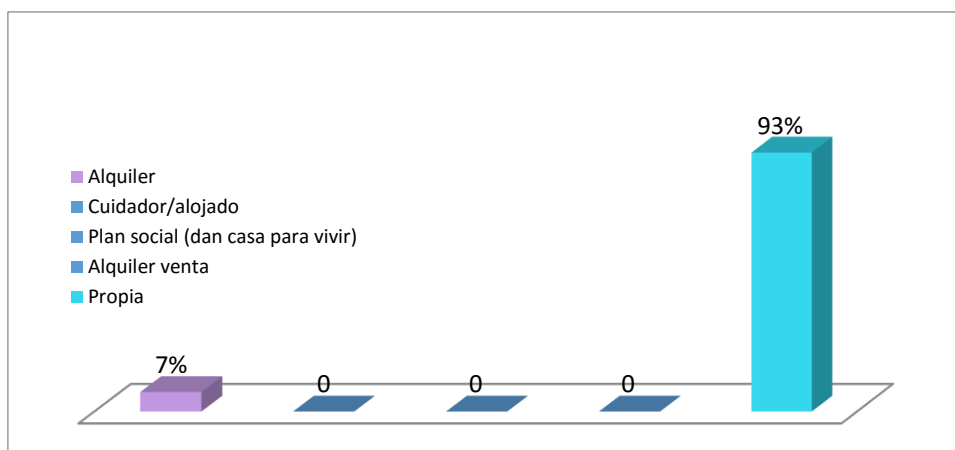 93%
Alquiler
Cuidador/alojado
Plan social (dan casa para vivir)
Alquiler venta
Propia
7%
0
0
0